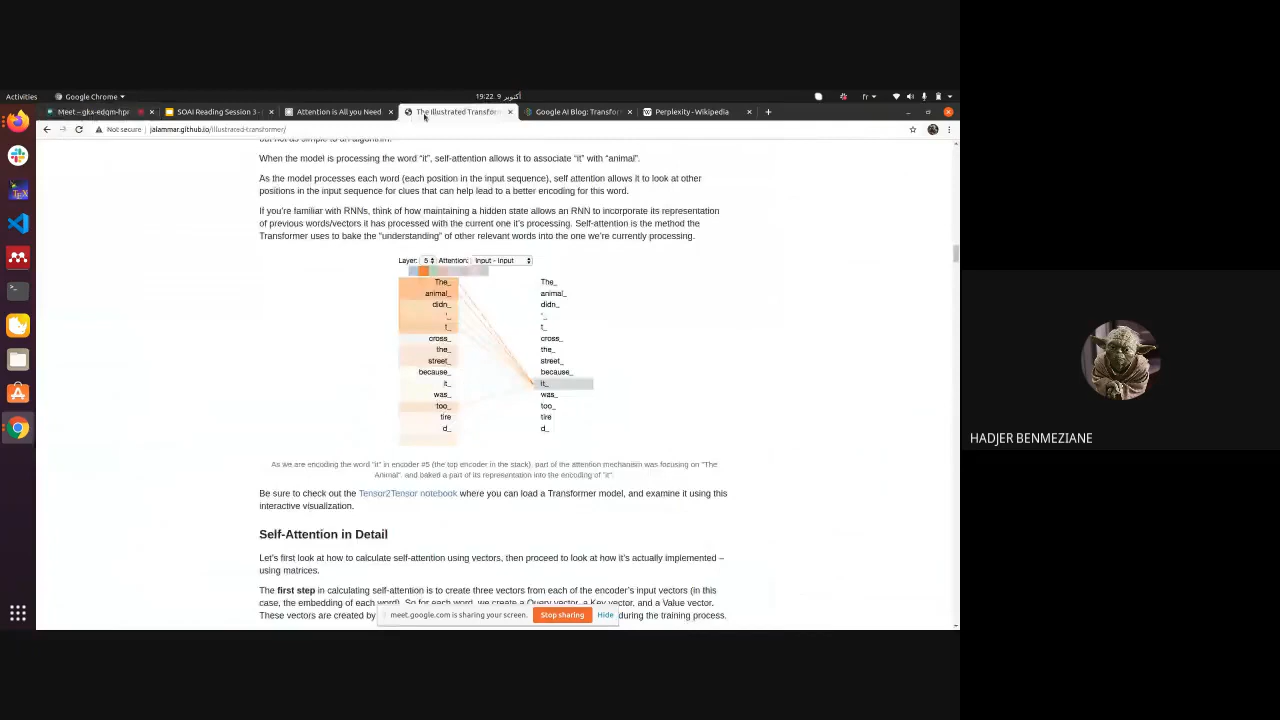 Activities
Google Chrome
19:22 9 أكتوبر
fr
Meet – gkx-edqm-hpr
SOAI Reading Session 3 -
Attention is All you Need
The Illustrated Transfor
Google AI Blog: Transfo
Perplexity - Wikipedia
Not secure | jalammar.github.io/illustrated-transformer/
When the model is processing the word “it”, self-attention allows it to associate “it” with “animal”.
As the model processes each word (each position in the input sequence), self attention allows it to look at other
positions in the input sequence for clues that can help lead to a better encoding for this word.
If you’re familiar with RNNs, think of how maintaining a hidden state allows an RNN to incorporate its representation
of previous words/vectors it has processed with the current one it’s processing. Self-attention is the method the
Transformer uses to bake the “understanding” of other relevant words into the one we’re currently processing.
Layer: 5 Attention: Input - Input
The_ The_
animal_ animal_
didn_ didn_
'_ '_
t_ t_
cross_ cross_
the_ the_
street_ street_
because_ because_
it_ it_
was_ was_
too_ too_
tire tire
d_ d_
As we are encoding the word "it" in encoder #5 (the top encoder in the stack), part of the attention mechanism was focusing on "The
Animal", and baked a part of its representation into the encoding of "it".
Be sure to check out the Tensor2Tensor notebook where you can load a Transformer model, and examine it using this
interactive visualization.
Self-Attention in Detail
Let’s first look at how to calculate self-attention using vectors, then proceed to look at how it’s actually implemented –
using matrices.
The first step in calculating self-attention is to create three vectors from each of the encoder’s input vectors (in this
case, the embedding of each word). So for each word, we create a Query vector, a Key vector, and a Value vector.
These vectors are created by during the training process.
meet.google.com is sharing your screen. Stop sharing Hide
HADJER BENMEZIANE